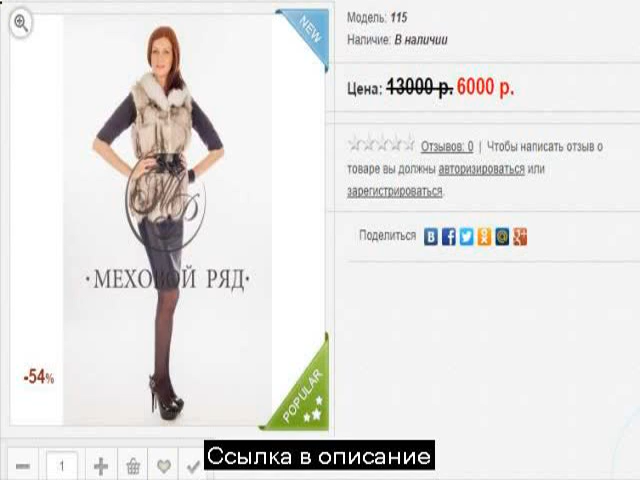 NEW
Модель: 115
Наличие: В наличии
Цена: 13000 р. 6000 р.
Отзывов: 0 | Чтобы написать отзыв о
товаре вы должны авторизироваться или
зарегистрироваться.
Поделиться
·МЕХОВОЙ РЯД·
-54%
POPULAR
1
Ссылка в описание